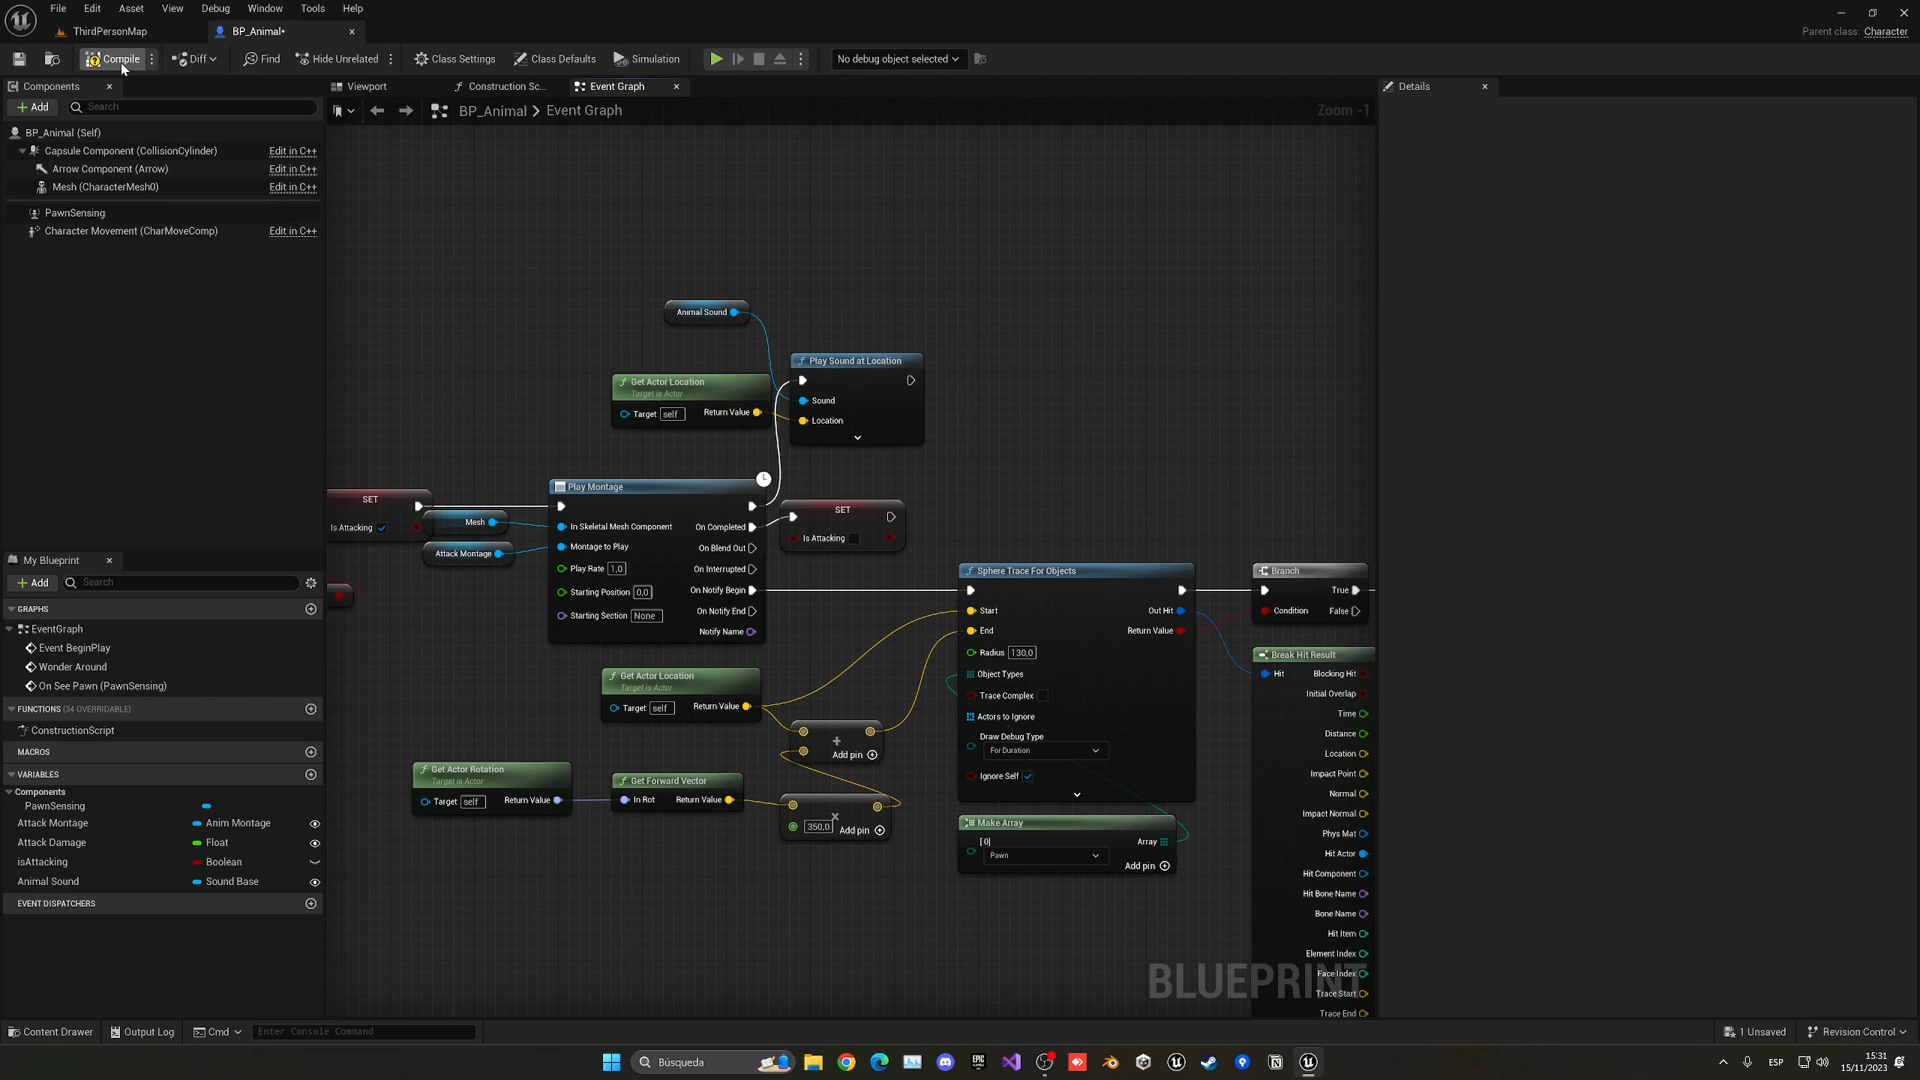 File Edit Asset View Debug Window Tools Help
ThirdPersonMap
BP_Animal*
Parent class: Character
Compile
Diff
Find
Hide Unrelated
Class Settings
Class Defaults
Simulation
No debug object selected
Components
Add
Search
BP_Animal (Self)
Capsule Component (CollisionCylinder) Edit in C++
Arrow Component (Arrow) Edit in C++
Mesh (CharacterMesh0) Edit in C++
PawnSensing
Character Movement (CharMoveComp) Edit in C++
My Blueprint
Add
Search
GRAPHS
EventGraph
Event BeginPlay
Wonder Around
On See Pawn (PawnSensing)
FUNCTIONS (34 OVERRIDABLE)
ConstructionScript
MACROS
VARIABLES
Components
PawnSensing
Attack Montage Anim Montage
Attack Damage Float
isAttacking Boolean
Animal Sound Sound Base
EVENT DISPATCHERS
Viewport
Construction Sc...
Event Graph
BP_Animal > Event Graph
Zoom -1
Details
Animal Sound
Play Sound at Location
Sound
Location
Get Actor Location
Target is Actor
Target self Return Value
SET
Is Attacking
Mesh
Attack Montage
Play Montage
In Skeletal Mesh Component On Completed
Montage to Play On Blend Out
Play Rate 1,0 On Interrupted
Starting Position 0,0 On Notify Begin
On Notify End
Starting Section None
Notify Name
SET
Is Attacking
Get Actor Location
Target is Actor
Target self Return Value
Get Actor Rotation
Target is Actor
Target self Return Value
Get Forward Vector
In Rot Return Value
+
Add pin
x
350,0 Add pin
Sphere Trace For Objects
Start Out Hit
End Return Value
Radius 130,0
Object Types
Trace Complex
Actors to Ignore
Draw Debug Type
For Duration
Ignore Self
Make Array
[0] Array
Pawn
Add pin
Branch
True
Condition False
Break Hit Result
Hit Blocking Hit
Initial Overlap
Time
Distance
Location
Impact Point
Normal
Impact Normal
Phys Mat
Hit Actor
Hit Component
Hit Bone Name
Bone Name
Hit Item
Element Index
Face Index
Trace Start
Trace End
BLUEPRINT
Content Drawer
Output Log
Cmd
Enter Console Command
1 Unsaved
Revision Control
Búsqueda
ESP
15:31
15/11/2023